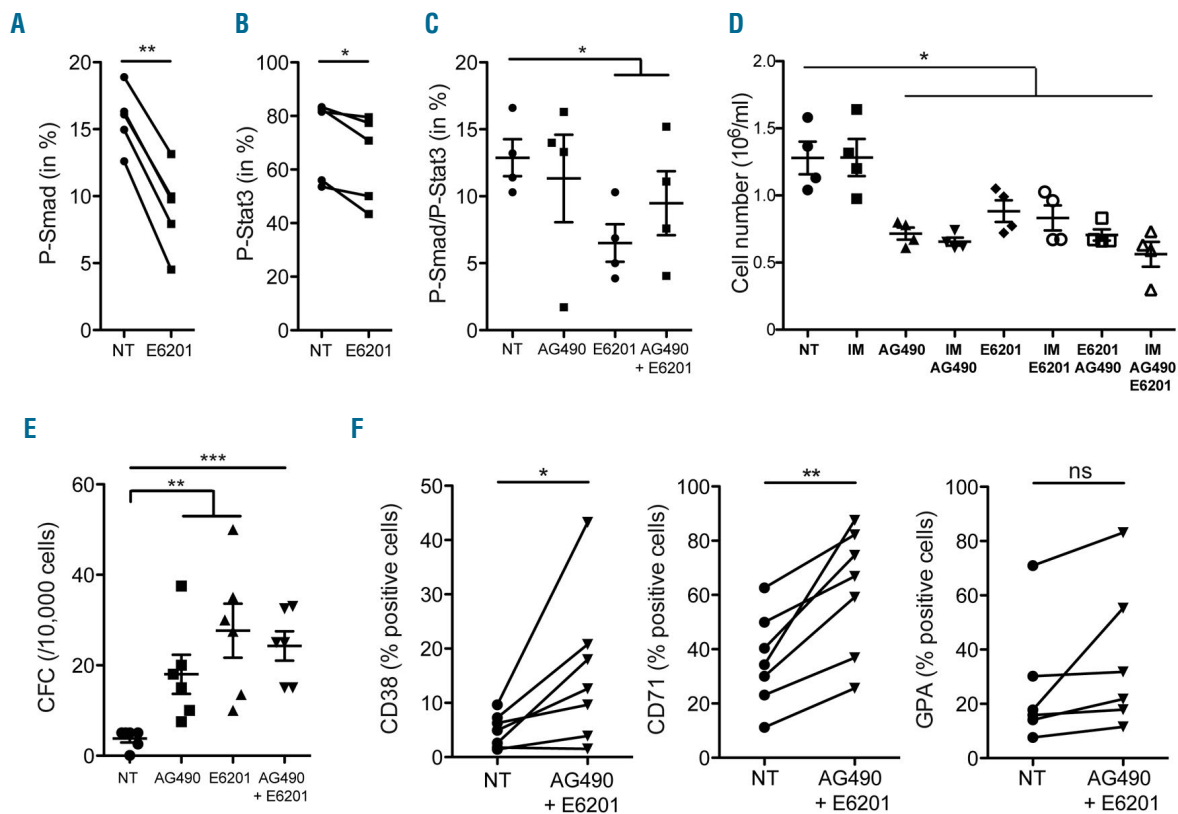 A
B
C
D
**
*
*
*
P-Smad (in %)
20
15
10
5
0
NT
E6201
P-Stat3 (in %)
100
80
60
40
20
0
NT
E6201
P-Smad/P-Stat3 (in %)
20
15
10
5
0
NT
AG490
E6201
AG490
+ E6201
Cell number (10⁶/ml)
2.0
1.5
1.0
0.5
0
NT
IM
AG490
IM
AG490
E6201
IM
E6201
E6201
AG490
IM
AG490
E6201
E
F
***
**
CFC (/10,000 cells)
60
40
20
0
NT
AG490
E6201
AG490
+ E6201
*
CD38 (% positive cells)
50
40
30
20
10
0
NT
AG490
+ E6201
**
CD71 (% positive cells)
100
80
60
40
20
0
NT
AG490
+ E6201
ns
GPA (% positive cells)
100
80
60
40
20
0
NT
AG490
+ E6201